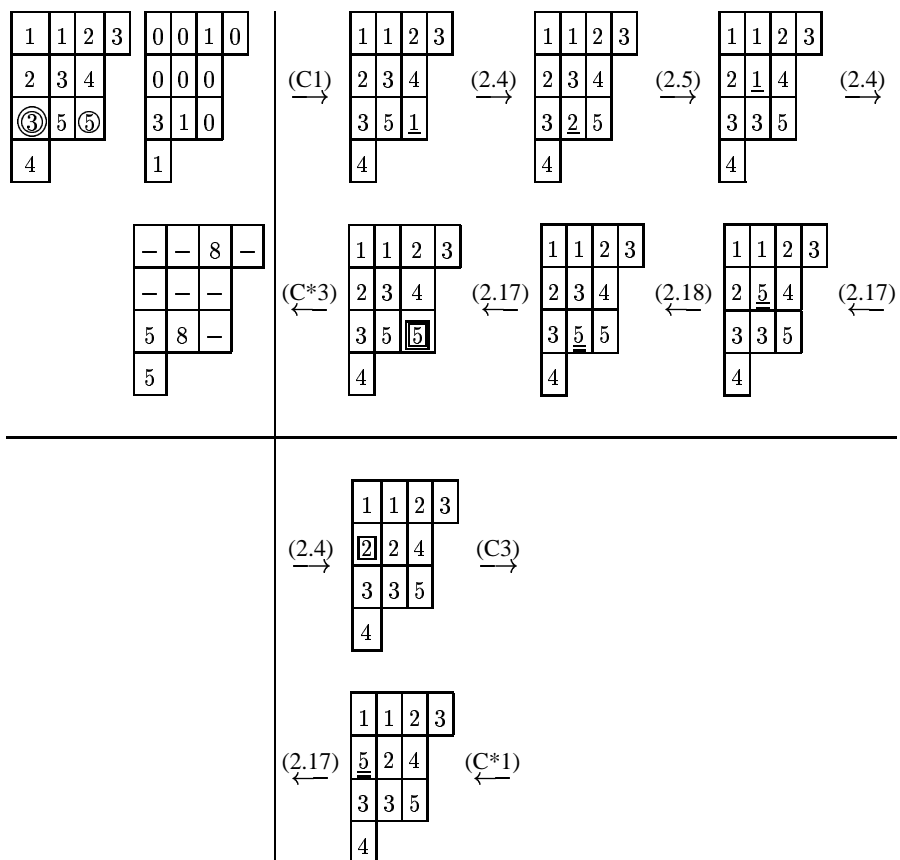 1 1 2 3 0 0 1 0 1 1 2 3 1 1 2 3 1 1 2 3
2 3 4 0 0 0 (C1) → 2 3 4 (2.4) → 2 3 4 (2.5) → 2 1 4 (2.4) →
3 5 5 3 1 0 3 5 1 3 2 5 3 3 5
4 1 4 4 4
– – 8 – 1 1 2 3 1 1 2 3 1 1 2 3
– – – (C*3) ← 2 3 4 (2.17) ← 2 3 4 (2.18) ← 2 5 4 (2.17) ←
5 8 – 3 5 5 3 5 5 3 3 5
5 4 4 4
1 1 2 3
(2.4) → 2 2 4 (C3) →
3 3 5
4
1 1 2 3
(2.17) ← 5 2 4 (C*1) ←
3 3 5
4